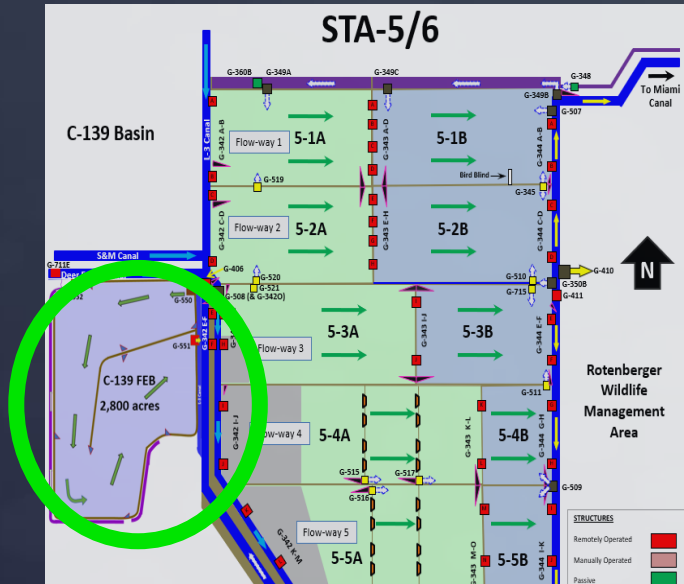 STA-5/6
G-360B
G-349A
G-349C
G-348
G-349B
To Miami
Canal
G-507
C-139 Basin
L-3 Canal
G-342 A-B
Flow-way 1
5-1A
G-343 A-D
5-1B
G-344 A-B
Bird Blind
G-519
G-345
G-342 C-D
Flow-way 2
5-2A
G-343 E-H
5-2B
G-344 C-D
S&M Canal
G-711E
Deer
G-406
G-520
G-521
G-508 (& G-342O)
G-510
G-715
G-410
G-350B
G-411
N
G-550
G-551
G-342 E-F
Flow-way 3
5-3A
G-343 I-J
5-3B
G-344 E-F
C-139 FEB
2,800 acres
G-511
Rotenberger
Wildlife
Management
Area
G-342 I-J
Flow-way 4
5-4A
G-343 K-L
5-4B
G-344 G-H
G-515
G-516
G-517
G-509
Flow-way 5
5-5A
G-342 K-M
G-343 M-O
5-5B
G-344 I-K
STRUCTURES
Remotely Operated
Manually Operated
Passive